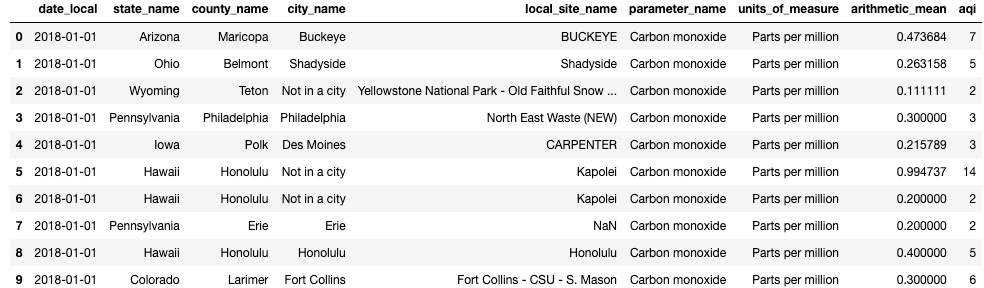 date_local state_name county_name city_name local_site_name parameter_name units_of_measure arithmetic_mean aqi
0 2018-01-01 Arizona Maricopa Buckeye BUCKEYE Carbon monoxide Parts per million 0.473684 7
1 2018-01-01 Ohio Belmont Shadyside Shadyside Carbon monoxide Parts per million 0.263158 5
2 2018-01-01 Wyoming Teton Not in a city Yellowstone National Park - Old Faithful Snow ... Carbon monoxide Parts per million 0.111111 2
3 2018-01-01 Pennsylvania Philadelphia Philadelphia North East Waste (NEW) Carbon monoxide Parts per million 0.300000 3
4 2018-01-01 Iowa Polk Des Moines CARPENTER Carbon monoxide Parts per million 0.215789 3
5 2018-01-01 Hawaii Honolulu Not in a city Kapolei Carbon monoxide Parts per million 0.994737 14
6 2018-01-01 Hawaii Honolulu Not in a city Kapolei Carbon monoxide Parts per million 0.200000 2
7 2018-01-01 Pennsylvania Erie Erie NaN Carbon monoxide Parts per million 0.200000 2
8 2018-01-01 Hawaii Honolulu Honolulu Honolulu Carbon monoxide Parts per million 0.400000 5
9 2018-01-01 Colorado Larimer Fort Collins Fort Collins - CSU - S. Mason Carbon monoxide Parts per million 0.300000 6